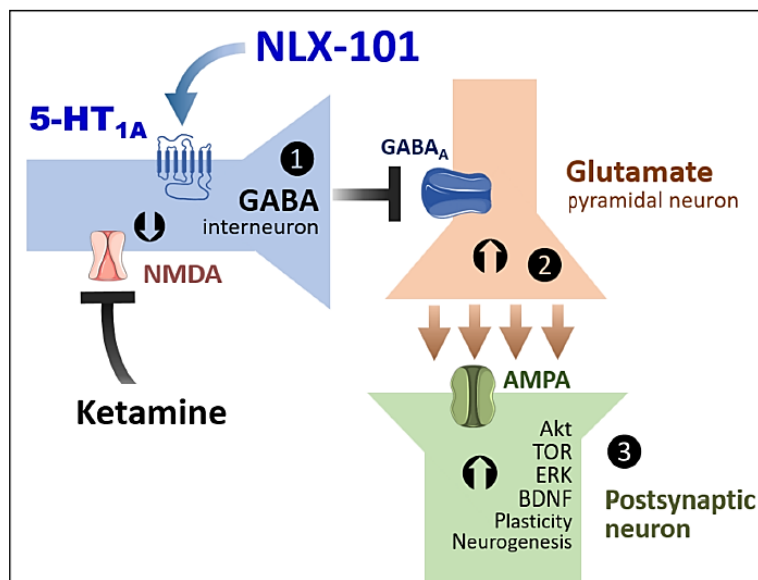 NLX-101
5-HT1A
1
GABA
interneuron
NMDA
Ketamine
GABAA
Glutamate
pyramidal neuron
2
AMPA
Akt
TOR
ERK
BDNF
Plasticity
Neurogenesis
3
Postsynaptic
neuron